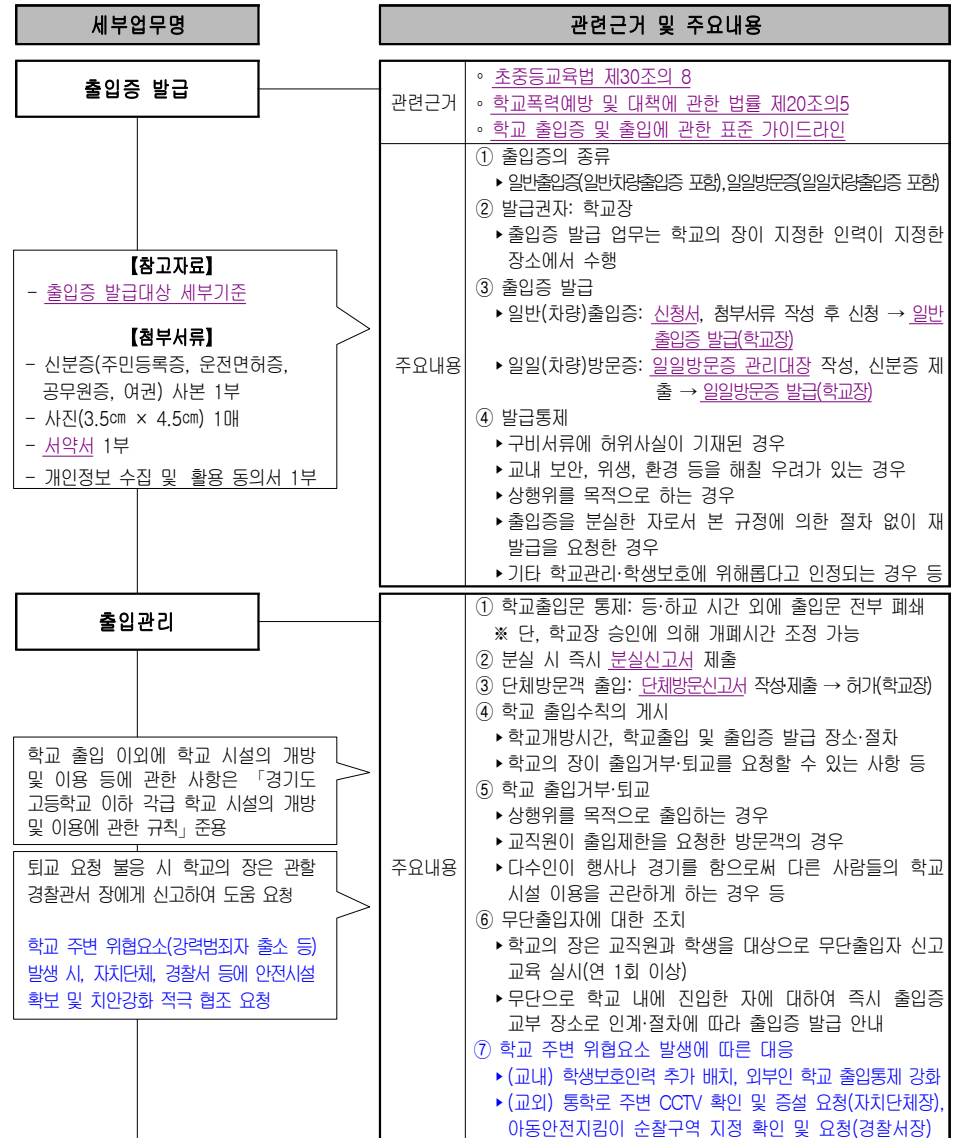 세부업무명
관련근거 및 주요내용
출입증 발급
관련근거
◦ 초중등교육법 제30조의 8
◦ 학교폭력예방 및 대책에 관한 법률 제20조의5
◦ 학교 출입증 및 출입에 관한 표준 가이드라인
【참고자료】
- 출입증 발급대상 세부기준
【첨부서류】
- 신분증(주민등록증, 운전면허증,
공무원증, 여권) 사본 1부
- 사진(3.5㎝ × 4.5㎝) 1매
- 서약서 1부
- 개인정보 수집 및 활용 동의서 1부
주요내용
① 출입증의 종류
▸일반출입증(일반차량출입증 포함), 일일방문증(일일차량출입증 포함)
② 발급권자: 학교장
▸출입증 발급 업무는 학교의 장이 지정한 인력이 지정한
장소에서 수행
③ 출입증 발급
▸일반(차량)출입증: 신청서, 첨부서류 작성 후 신청 → 일반
출입증 발급(학교장)
▸일일(차량)방문증: 일일방문증 관리대장 작성, 신분증 제
출 → 일일방문증 발급(학교장)
④ 발급통제
▸구비서류에 허위사실이 기재된 경우
▸교내 보안, 위생, 환경 등을 해칠 우려가 있는 경우
▸상행위를 목적으로 하는 경우
▸출입증을 분실한 자로서 본 규정에 의한 절차 없이 재
발급을 요청한 경우
▸기타 학교관리·학생보호에 위해롭다고 인정되는 경우 등
출입관리
학교 출입 이외에 학교 시설의 개방
및 이용 등에 관한 사항은 「경기도
고등학교 이하 각급 학교 시설의 개방
및 이용에 관한 규칙」 준용
퇴교 요청 불응 시 학교의 장은 관할
경찰관서 장에게 신고하여 도움 요청
학교 주변 위협요소(강력범죄자 출소 등)
발생 시, 자치단체, 경찰서 등에 안전시설
확보 및 치안강화 적극 협조 요청
주요내용
① 학교출입문 통제: 등·하교 시간 외에 출입문 전부 폐쇄
※ 단, 학교장 승인에 의해 개폐시간 조정 가능
② 분실 시 즉시 분실신고서 제출
③ 단체방문객 출입: 단체방문신고서 작성·제출 → 허가(학교장)
④ 학교 출입수칙의 게시
▸학교개방시간, 학교출입 및 출입증 발급 장소·절차
▸학교의 장이 출입거부·퇴교를 요청할 수 있는 사항 등
⑤ 학교 출입거부·퇴교
▸상행위를 목적으로 출입하는 경우
▸교직원이 출입제한을 요청한 방문객의 경우
▸다수인이 행사나 경기를 함으로써 다른 사람들의 학교
시설 이용을 곤란하게 하는 경우 등
⑥ 무단출입자에 대한 조치
▸학교의 장은 교직원과 학생을 대상으로 무단출입자 신고
교육 실시(연 1회 이상)
▸무단으로 학교 내에 진입한 자에 대하여 즉시 출입증
교부 장소로 인계·절차에 따라 출입증 발급 안내
⑦ 학교 주변 위협요소 발생에 따른 대응
▸(교내) 학생보호인력 추가 배치, 외부인 학교 출입통제 강화
▸(교외) 통학로 주변 CCTV 확인 및 증설 요청(자치단체장),
아동안전지킴이 순찰구역 지정 확인 및 요청(경찰서장)